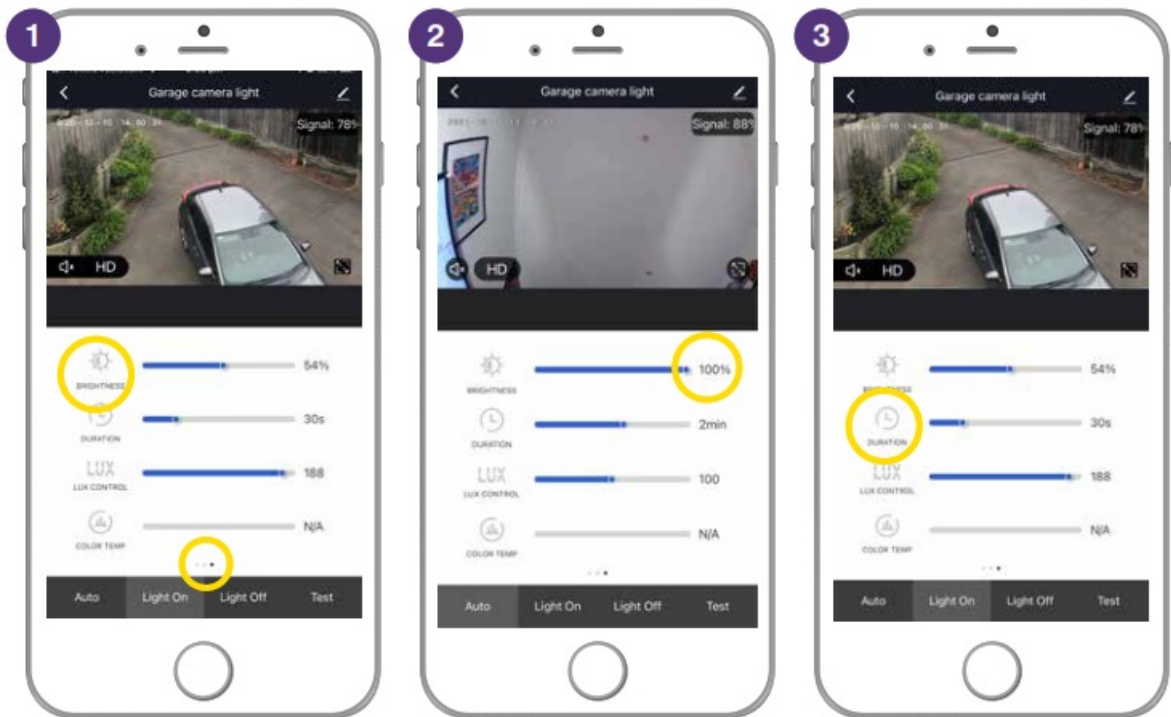 1
Garage camera light
Signal: 78%
HD
BRIGHTNESS
54%
DURATION
30s
LUX
LUX CONTROL
188
COLOR TEMP
N/A
Auto
Light On
Light Off
Test
2
Garage camera light
Signal: 88%
HD
BRIGHTNESS
100%
DURATION
2min
LUX
LUX CONTROL
100
COLOR TEMP
N/A
Auto
Light On
Light Off
Test
3
Garage camera light
Signal: 78%
HD
54%
DURATION
30s
LUX
LUX CONTROL
188
COLOR TEMP
N/A
Auto
Light On
Light Off
Test